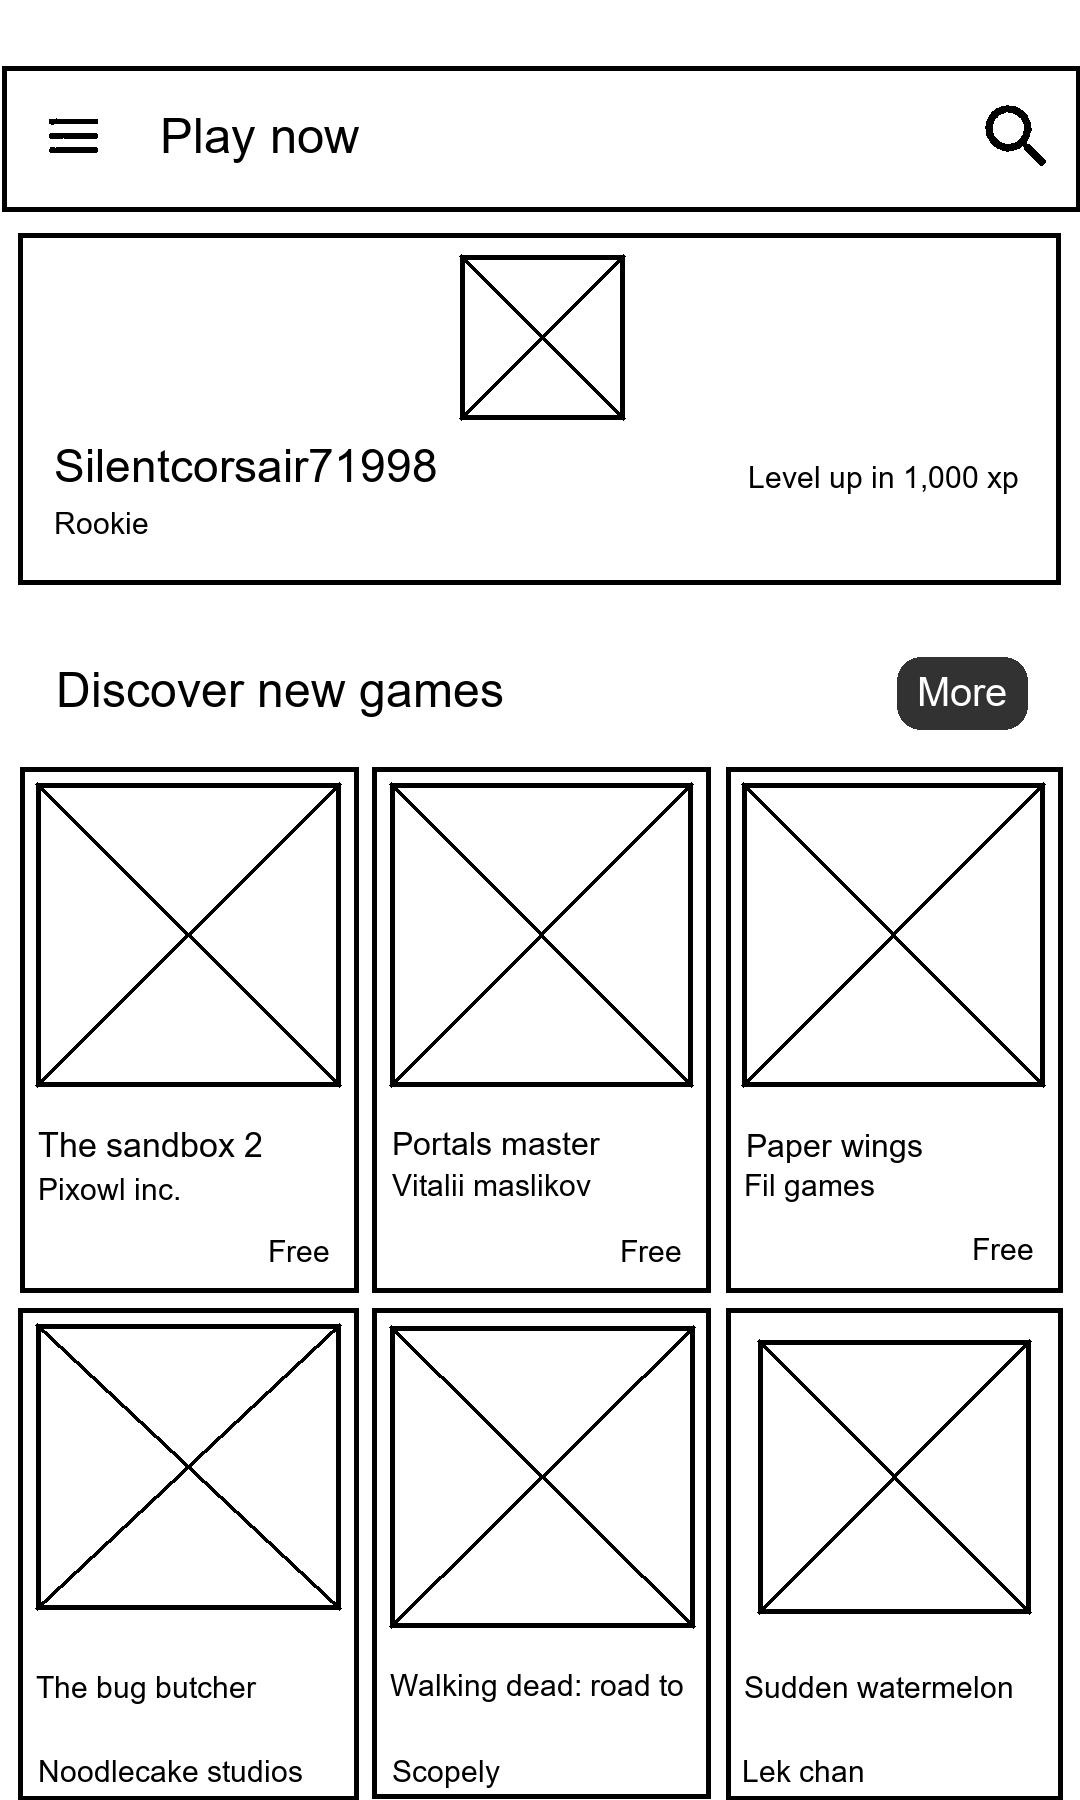 Play now
Silentcorsair71998
Level up in 1,000 xp
Rookie
Discover new games
More
The sandbox 2
Pixowl inc.
Free
Portals master
Vitalii maslikov
Free
Paper wings
Fil games
Free
The bug butcher
Noodlecake studios
Walking dead: road to
Scopely
Sudden watermelon
Lek chan